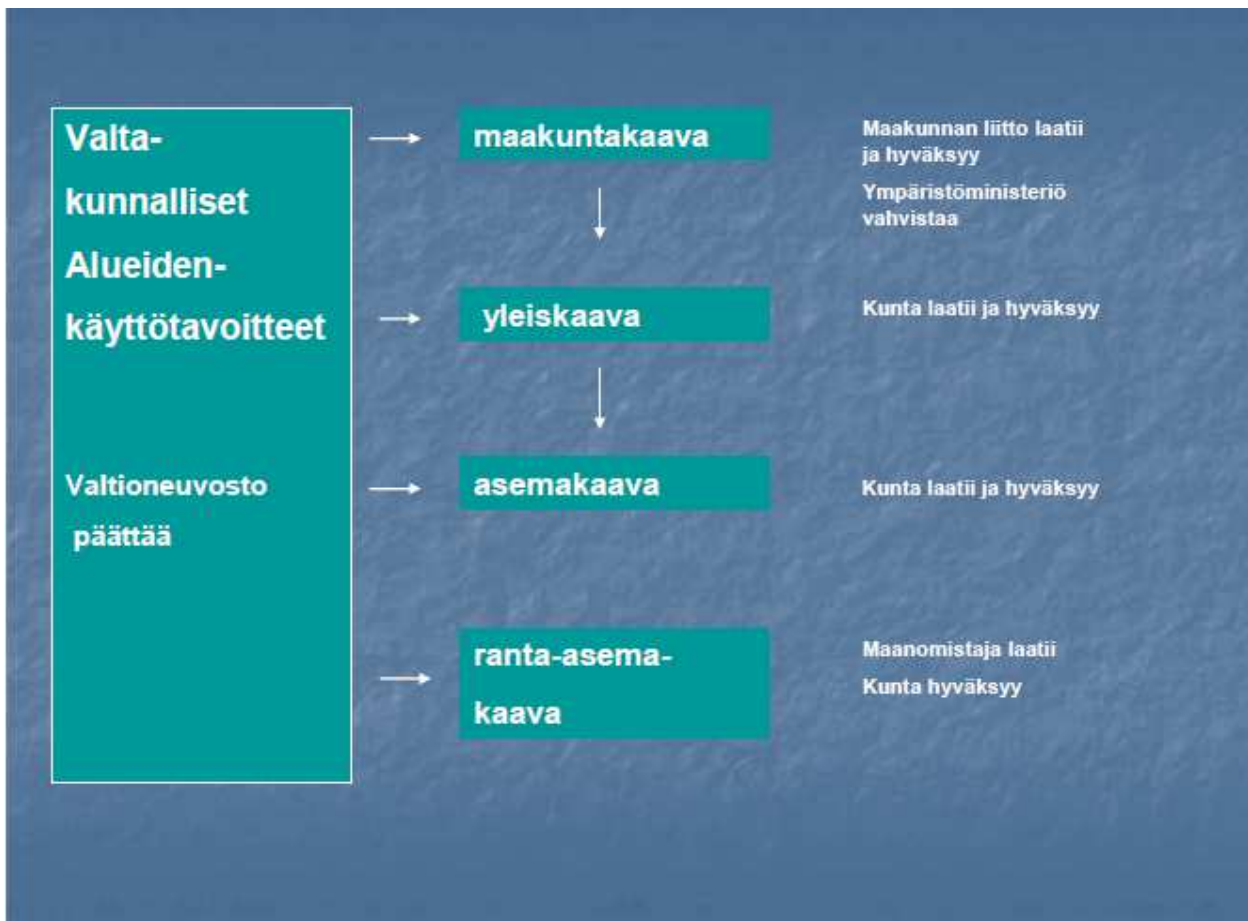 Valta-
kunnalliset
Alueiden-
käyttötavoitteet
Valtioneuvosto
päättää
maakuntakaava
Maakunnan liitto laatii
ja hyväksyy
Ympäristöministeriö
vahvistaa
yleiskaava
Kunta laatii ja hyväksyy
asemakaava
Kunta laatii ja hyväksyy
ranta-asema-
kaava
Maanomistaja laatii
Kunta hyväksyy